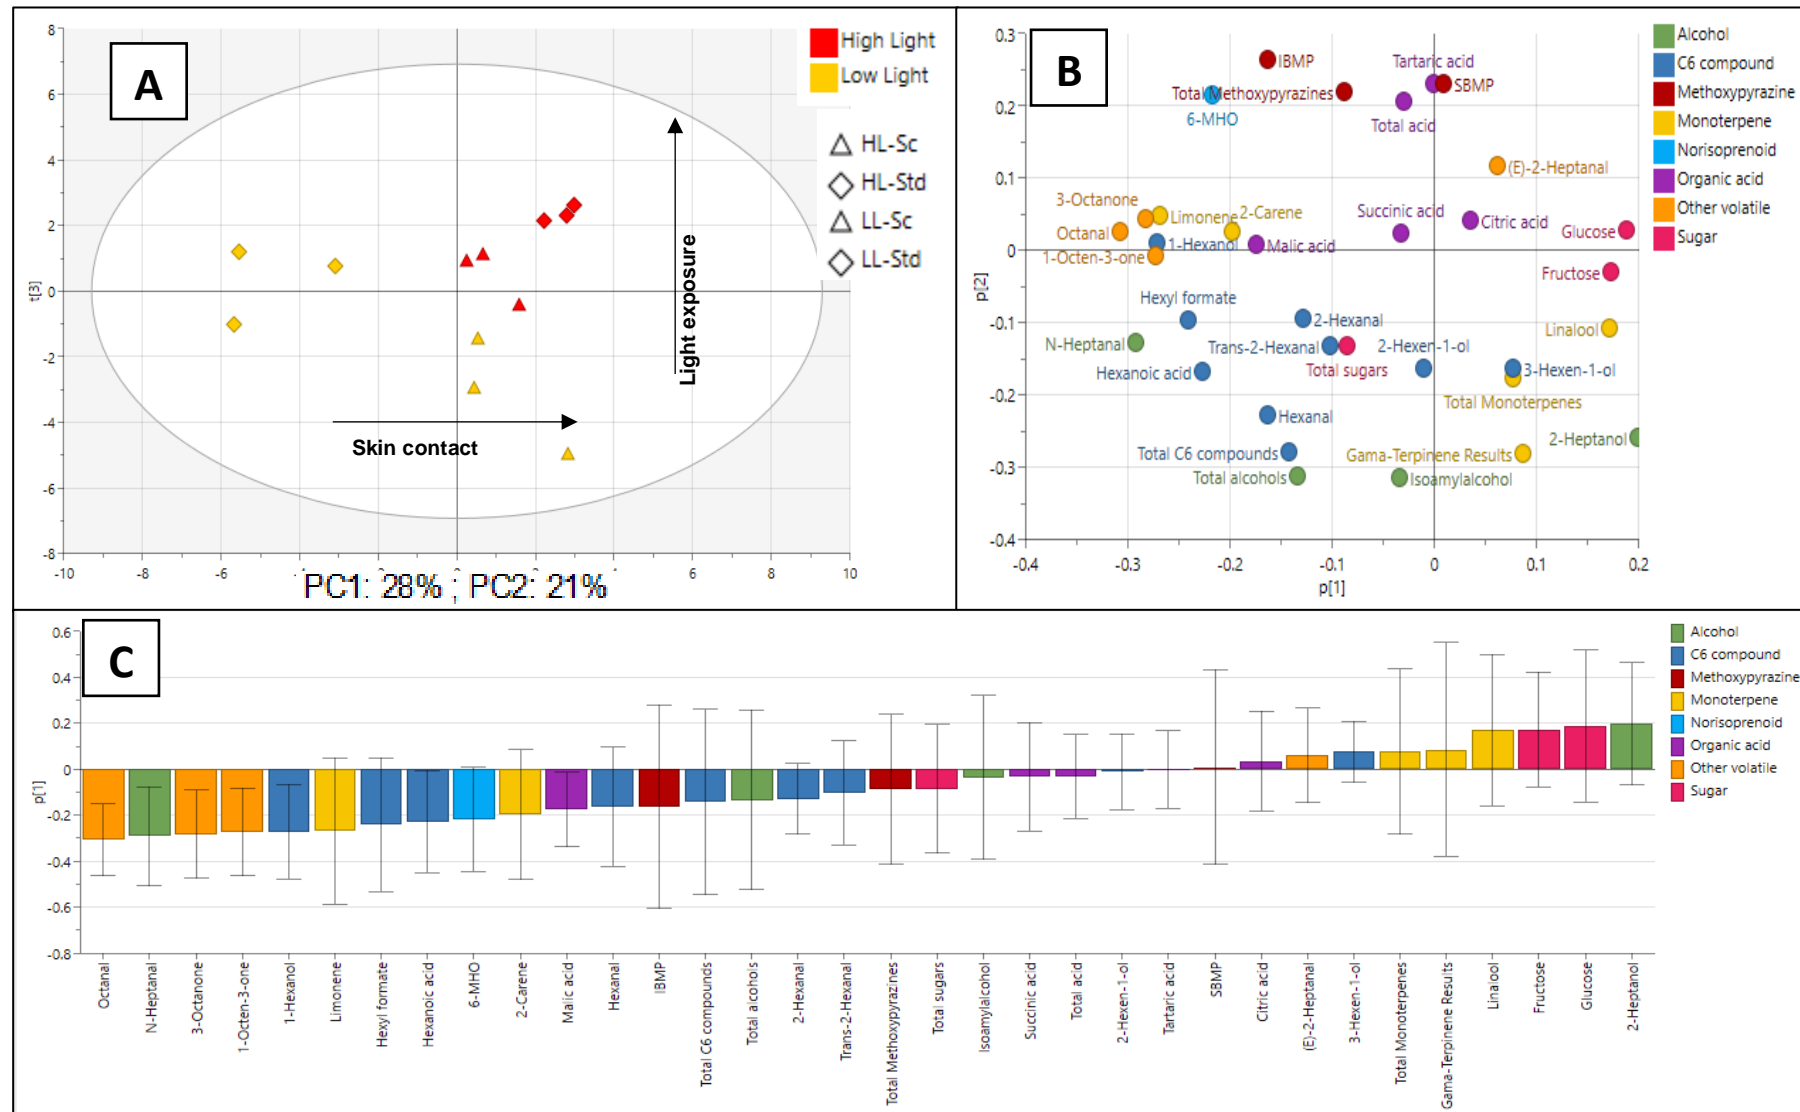 A
8
6
4
2
0
-2
-4
-6
-8
t[3]
-10
-8
-6
-4
-2
0
2
4
6
8
10
High Light
Low Light
HL-Sc
HL-Std
LL-Sc
LL-Std
Light exposure
Skin contact
PC1: 28% ; PC2: 21%
B
0.3
0.2
0.1
0
-0.1
-0.2
-0.3
-0.4
p[2]
-0.4
-0.3
-0.2
-0.1
0
0.1
0.2
p[1]
IBMP
Tartaric acid
SBMP
Total Methoxypyrazines
6-MHO
Total acid
(E)-2-Heptanal
3-Octanone
Limonene
2-Carene
Succinic acid
Citric acid
Octanal
1-Hexanol
Malic acid
Glucose
1-Octen-3-one
Fructose
Hexyl formate
2-Hexanal
Linalool
N-Heptanal
Trans-2-Hexanal
2-Hexen-1-ol
Hexanoic acid
Total sugars
3-Hexen-1-ol
Total Monoterpenes
Hexanal
2-Heptanol
Total C6 compounds
Gama-Terpinene Results
Total alcohols
Isoamylalcohol
Alcohol
C6 compound
Methoxypyrazine
Monoterpene
Norisoprenoid
Organic acid
Other volatile
Sugar
C
0.6
0.4
0.2
0
-0.2
-0.4
-0.6
-0.8
p[1]
Octanal
N-Heptanal
3-Octanone
1-Octen-3-one
1-Hexanol
Limonene
Hexyl formate
Hexanoic acid
6-MHO
2-Carene
Malic acid
Hexanal
IBMP
Total C6 compounds
Total alcohols
2-Hexanal
Trans-2-Hexanal
Total Methoxypyrazines
Total sugars
Isoamylalcohol
Succinic acid
Total acid
2-Hexen-1-ol
Tartaric acid
SBMP
Citric acid
(E)-2-Heptanal
3-Hexen-1-ol
Total Monoterpenes
Gama-Terpinene Results
Linalool
Fructose
Glucose
2-Heptanol
Alcohol
C6 compound
Methoxypyrazine
Monoterpene
Norisoprenoid
Organic acid
Other volatile
Sugar